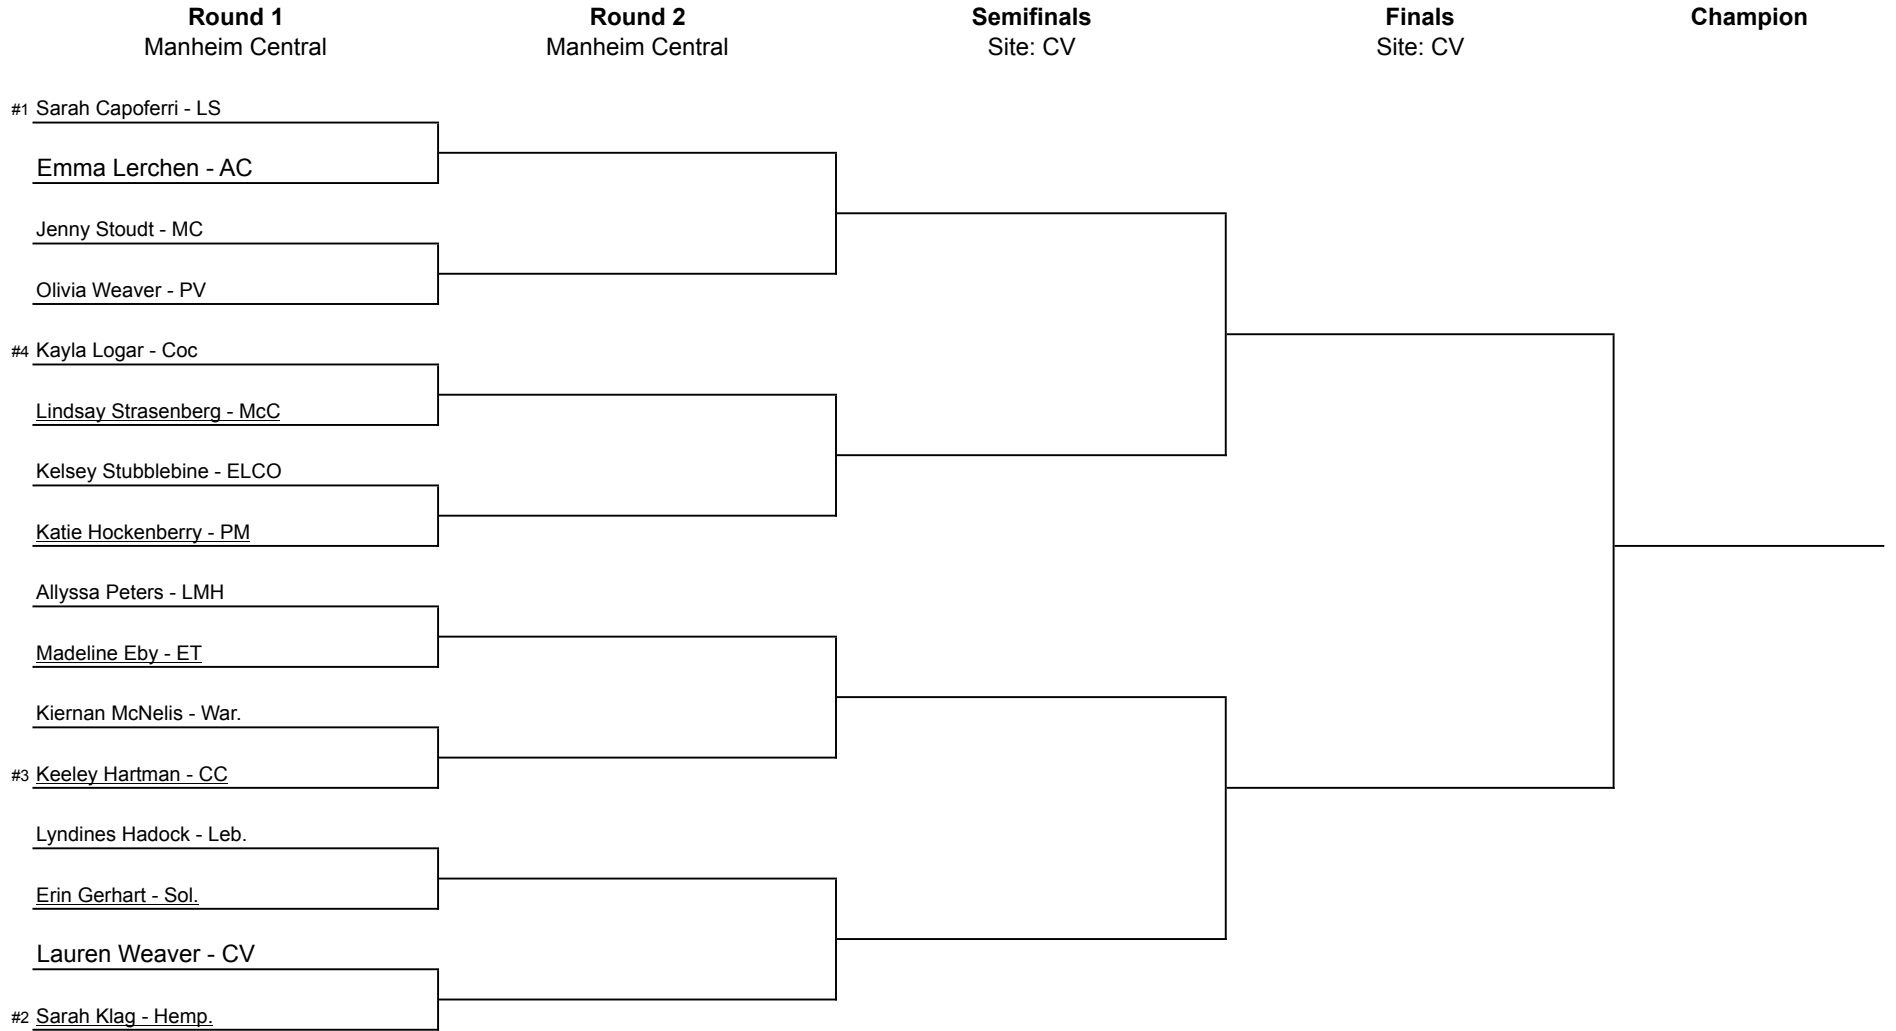 Round 1 Round 2 Semifinals Finals Champion
Manheim Central Manheim Central Site: CV Site: CV
#1 Sarah Capoferri - LS
Emma Lerchen - AC
Jenny Stoudt - MC
Olivia Weaver - PV
#4 Kayla Logar - Coc
Lindsay Strasenberg - McC
Kelsey Stubblebine - ELCO
Katie Hockenberry - PM
Allyssa Peters - LMH
Madeline Eby - ET
Kiernan McNelis - War.
#3 Keeley Hartman - CC
Lyndines Hadock - Leb.
Erin Gerhart - Sol.
Lauren Weaver - CV
#2 Sarah Klag - Hemp.